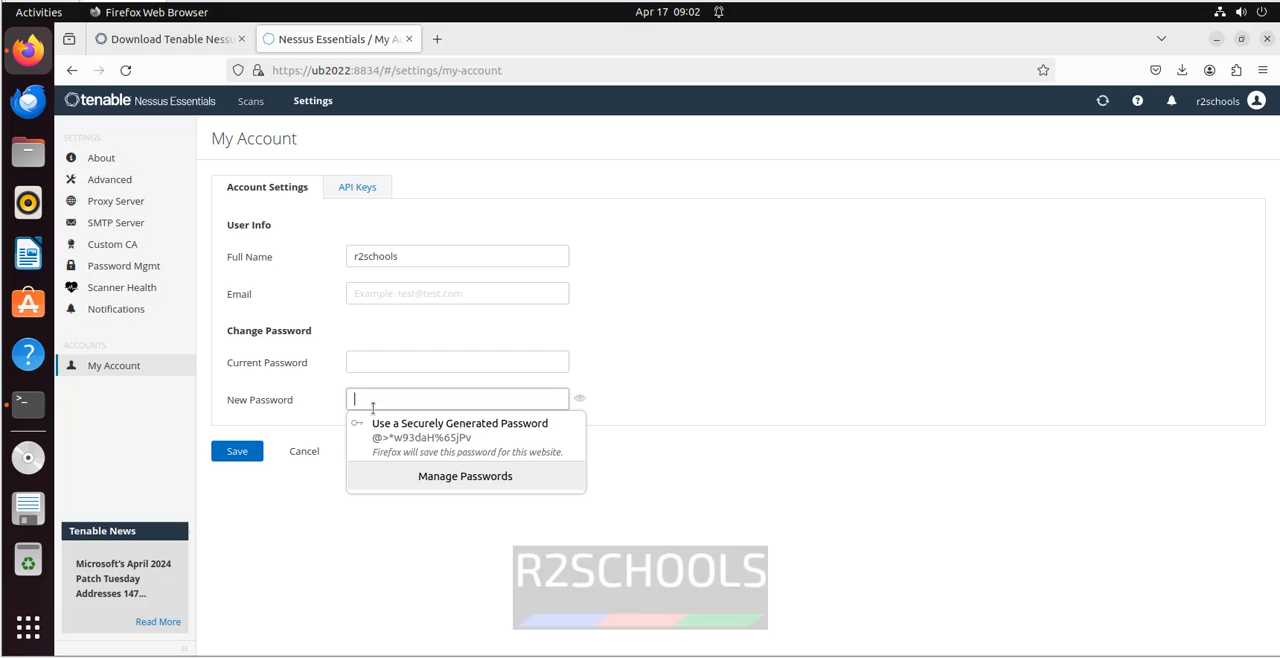 Activities
Firefox Web Browser
Apr 17 09:02
Download Tenable Nessu
Nessus Essentials / My Ac
https://ub2022:8834/#/settings/my-account
tenable Nessus Essentials
Scans
Settings
r2schools
SETTINGS
About
Advanced
Proxy Server
SMTP Server
Custom CA
Password Mgmt
Scanner Health
Notifications
ACCOUNTS
My Account
Tenable News
Microsoft's April 2024
Patch Tuesday
Addresses 147...
Read More
My Account
Account Settings
API Keys
User Info
Full Name
r2schools
Email
Example: test@test.com
Change Password
Current Password
New Password
Use a Securely Generated Password
@>*w93daH%65jPv
Firefox will save this password for this website.
Manage Passwords
Save
Cancel
R2SCHOOLS